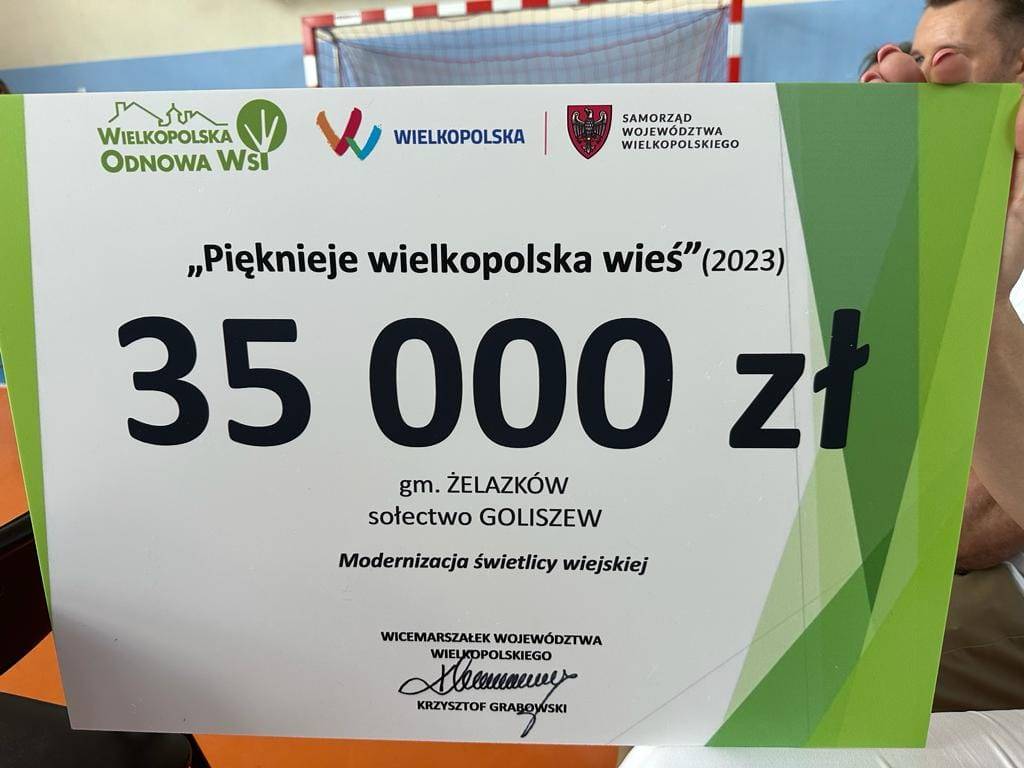 WIELKOPOLSKA
ODNOWA WSI
WIELKOPOLSKA
SAMORZĄD
WOJEWÓDZTWA
WIELKOPOLSKIEGO
„Pięknieje wielkopolska wieś” (2023)
35 000 zł
gm. ŻELAZKÓW
sołectwo GOLISZEW
Modernizacja świetlicy wiejskiej
WICEMARSZAŁEK WOJEWÓDZTWA
WIELKOPOLSKIEGO
KRZYSZTOF GRABOWSKI